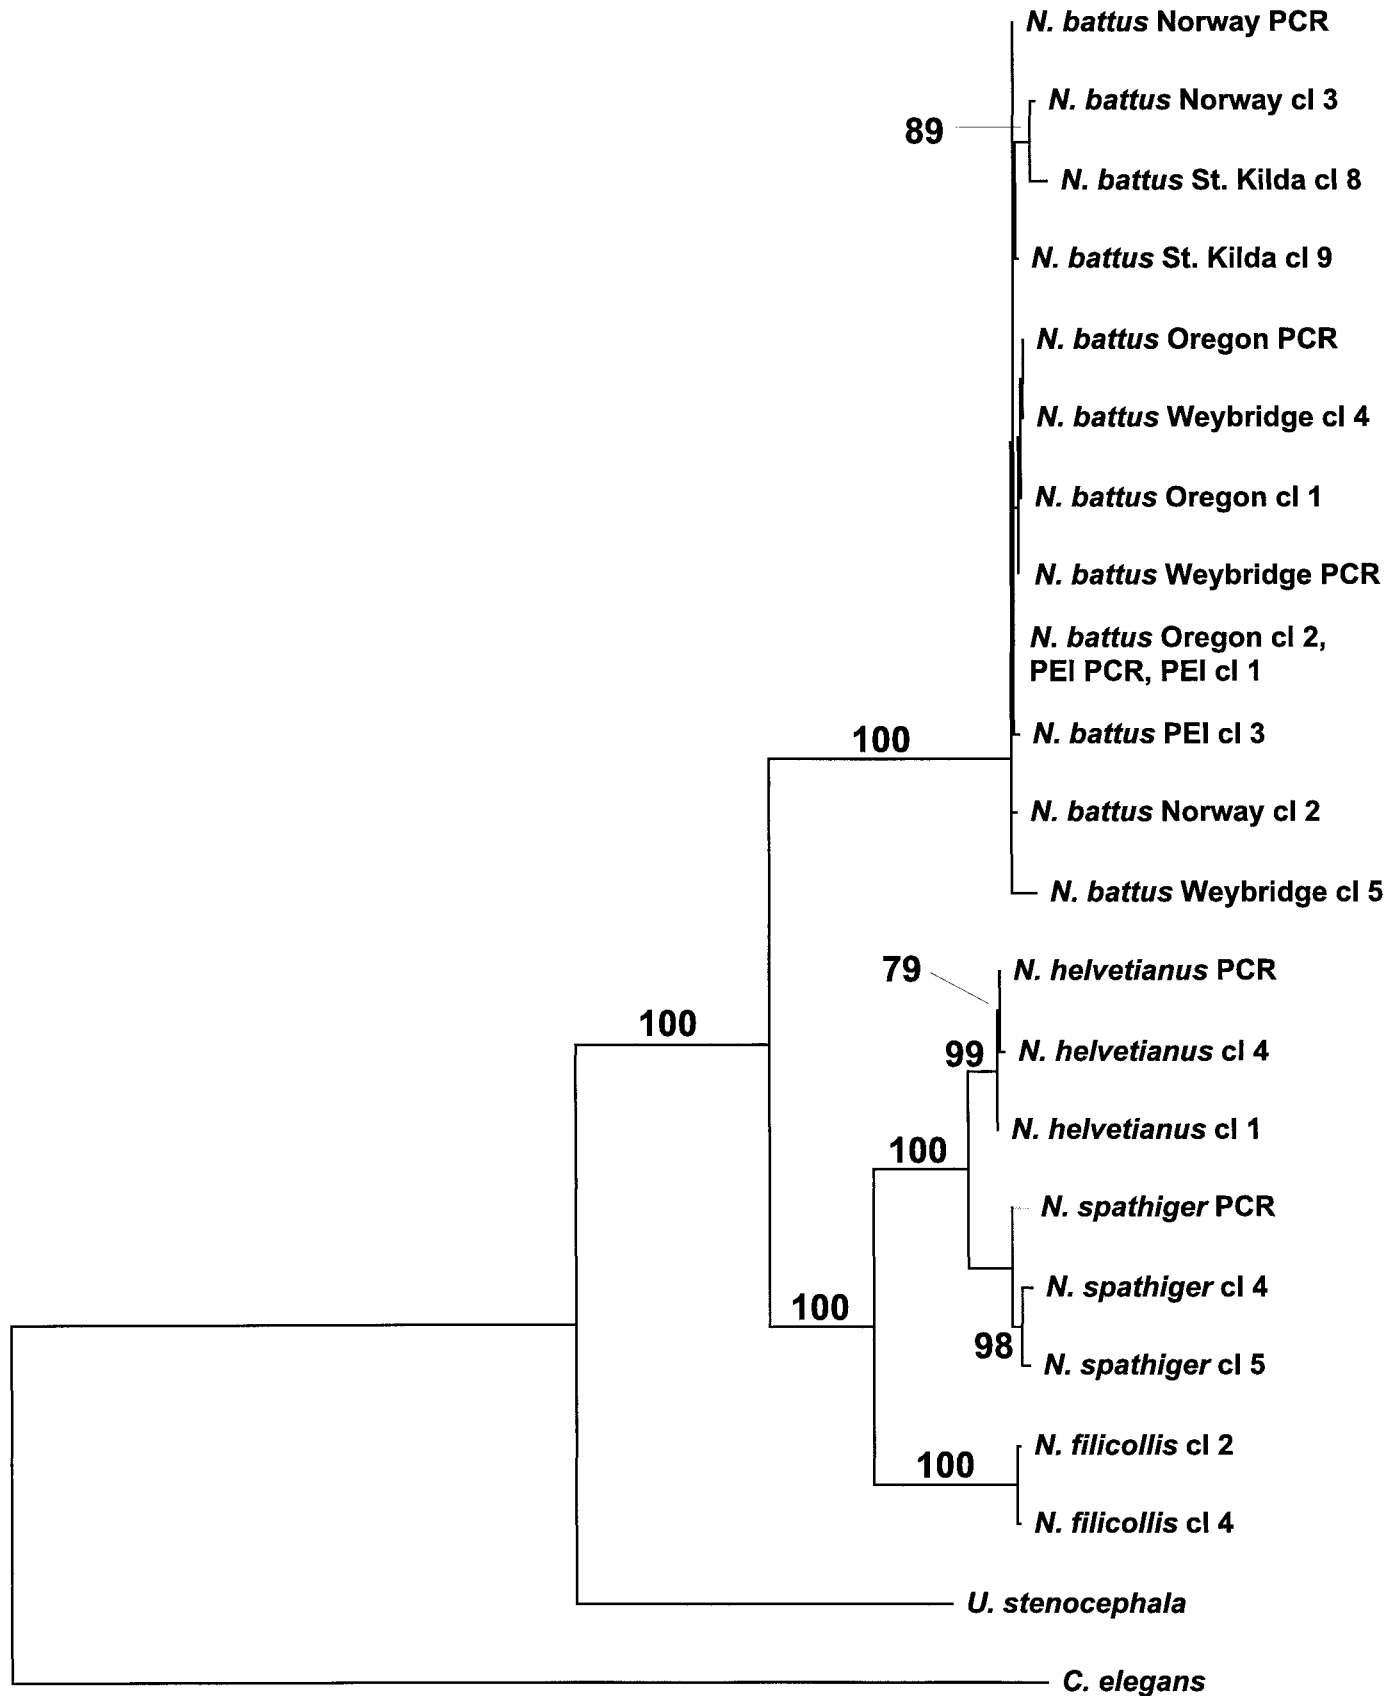 N. battus Norway PCR
N. battus Norway cl 3
89
N. battus St. Kilda cl 8
N. battus St. Kilda cl 9
N. battus Oregon PCR
N. battus Weybridge cl 4
N. battus Oregon cl 1
N. battus Weybridge PCR
N. battus Oregon cl 2,
PEI PCR, PEI cl 1
N. battus PEI cl 3
100
N. battus Norway cl 2
N. battus Weybridge cl 5
79
N. helvetianus PCR
100
99
N. helvetianus cl 4
N. helvetianus cl 1
100
N. spathiger PCR
N. spathiger cl 4
100
98
N. spathiger cl 5
N. filicollis cl 2
100
N. filicollis cl 4
U. stenocephala
C. elegans